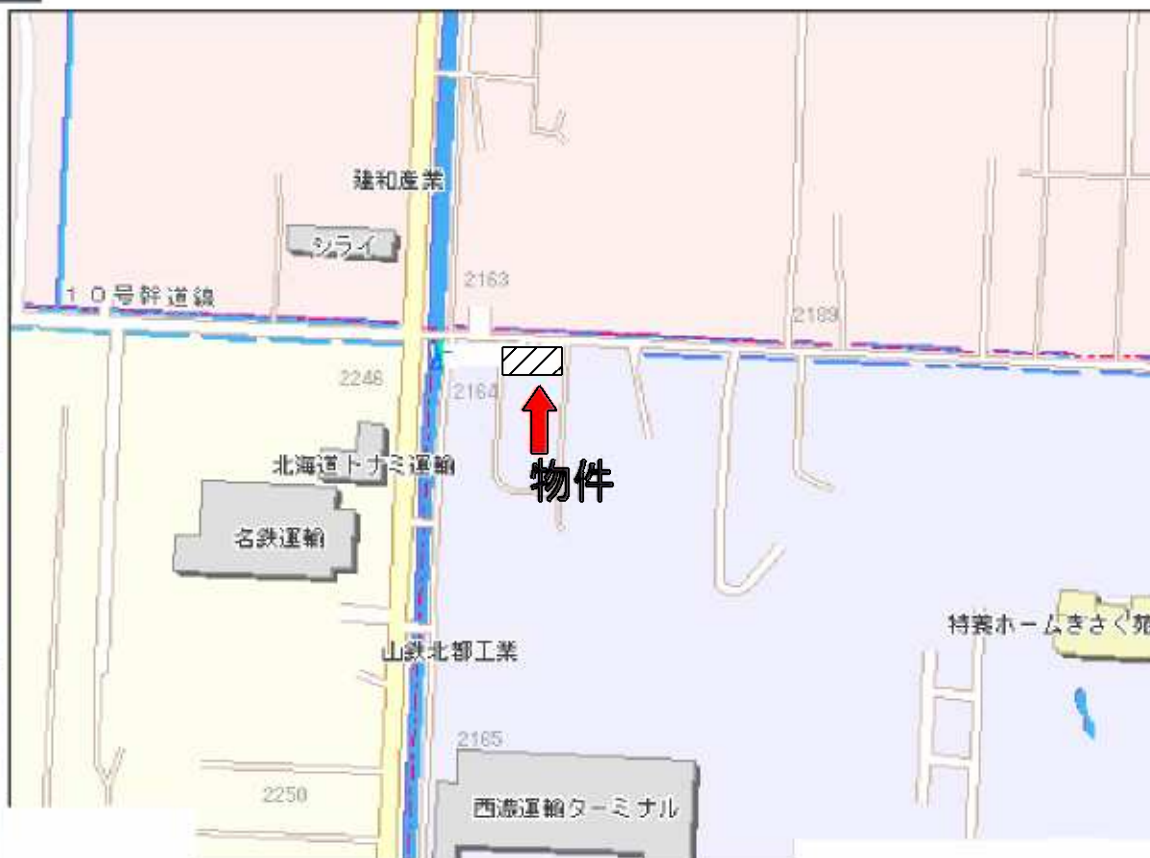 建和産業
シライ
2163
10号幹道線
2189
2246
2164
北海道トナミ運輸
物件
名鉄運輸
特養ホームきさく苑
山鉄北都工業
2165
2250
西濃運輸ターミナル